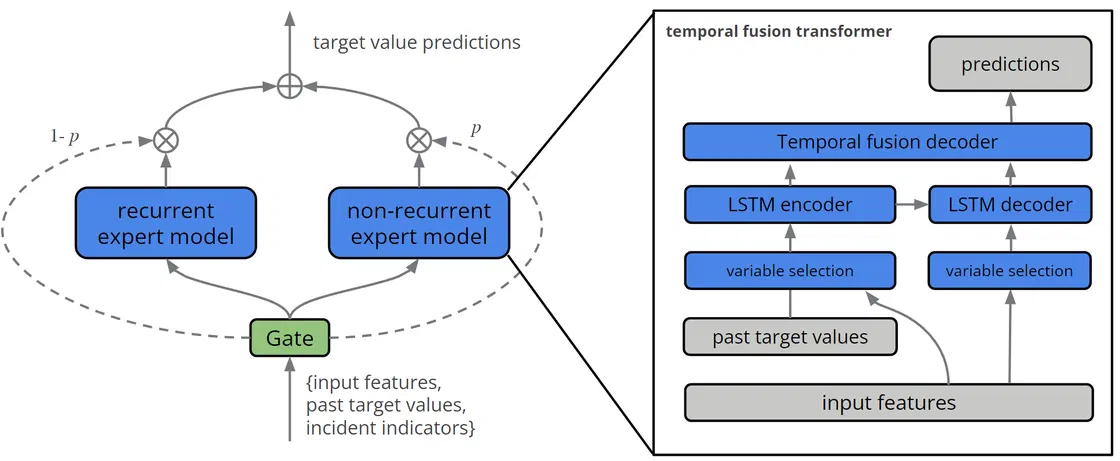 target value predictions
1- p
p
recurrent
expert model
non-recurrent
expert model
Gate
{input features,
past target values,
incident indicators}
temporal fusion transformer
predictions
Temporal fusion decoder
LSTM encoder
LSTM decoder
variable selection
variable selection
past target values
input features